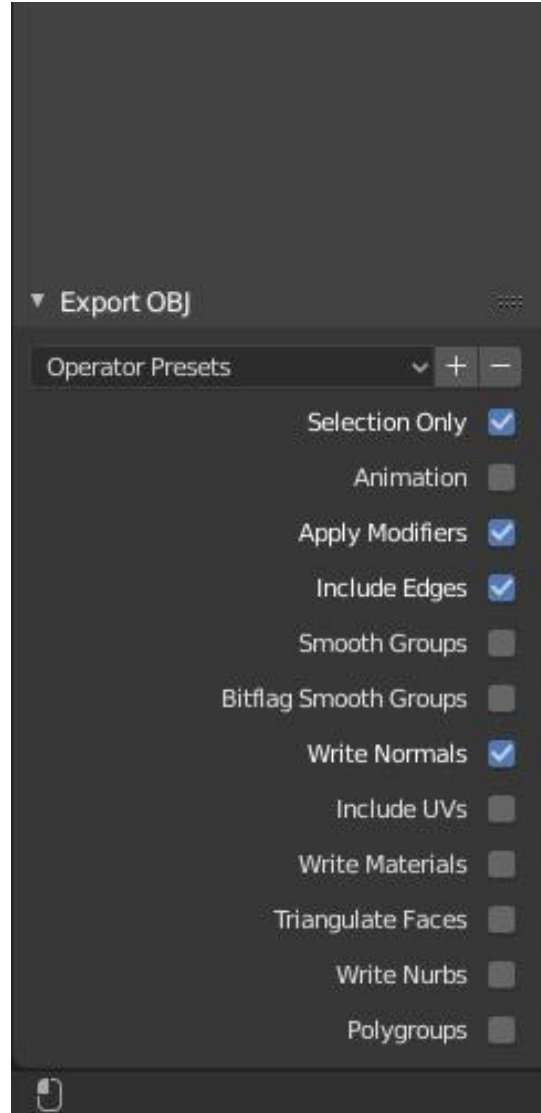 Export OBJ
Operator Presets
Selection Only
Animation
Apply Modifiers
Include Edges
Smooth Groups
Bitflag Smooth Groups
Write Normals
Include UVs
Write Materials
Triangulate Faces
Write Nurbs
Polygroups